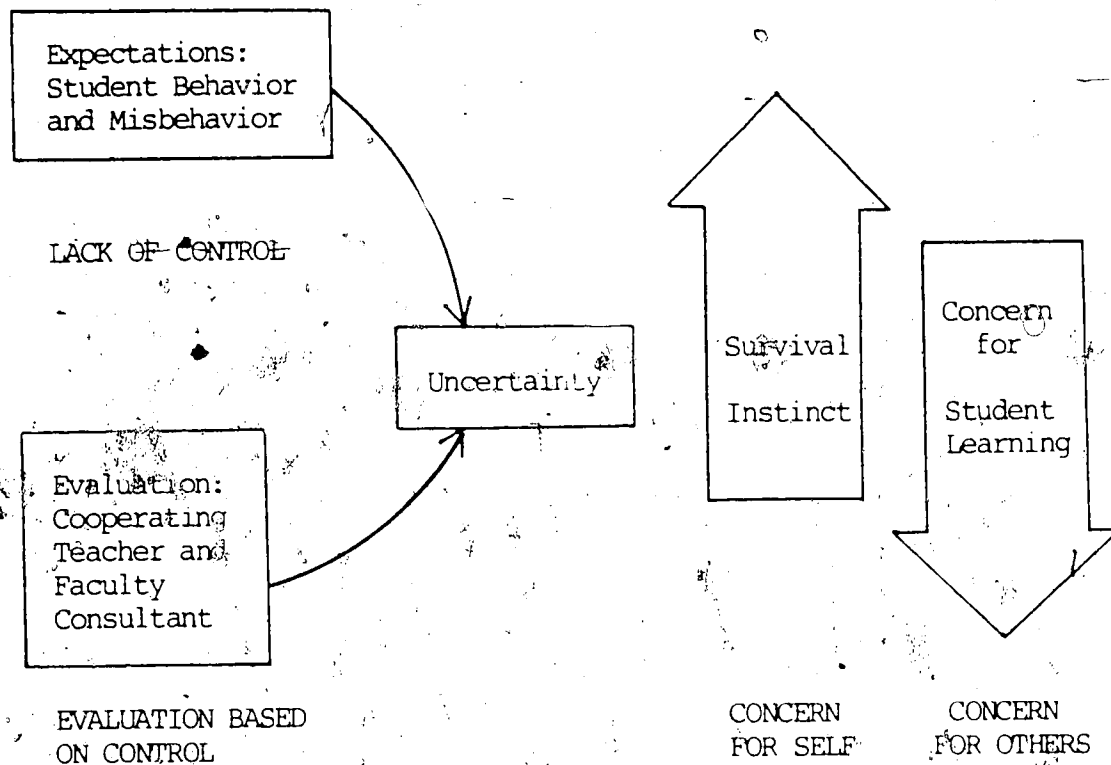 Expectations:
Student Behavior
and Misbehavior
LACK OF CONTROL
Uncertainty
Evaluation:
Cooperating
Teacher and
Faculty
Consultant
EVALUATION BASED
ON CONTROL
Survival
Instinct
CONCERN
FOR SELF
Concern
for
Student
Learning
CONCERN
FOR OTHERS